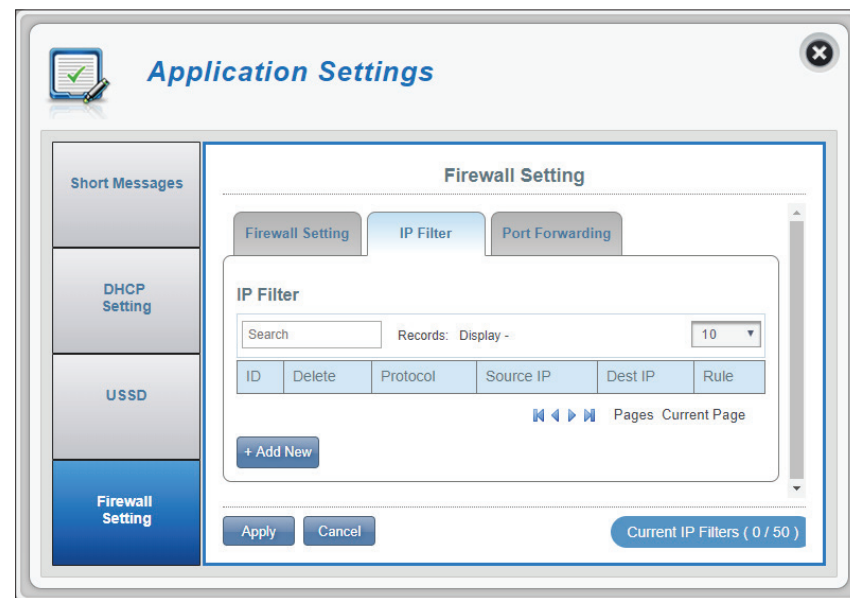 Application Settings
Short Messages
DHCP
Setting
USSD
Firewall
Setting
Firewall Setting
Firewall Setting IP Filter Port Forwarding
IP Filter
Search Records: Display - 10
ID Delete Protocol Source IP Dest IP Rule
Pages Current Page
+ Add New
Apply Cancel Current IP Filters ( 0 / 50 )